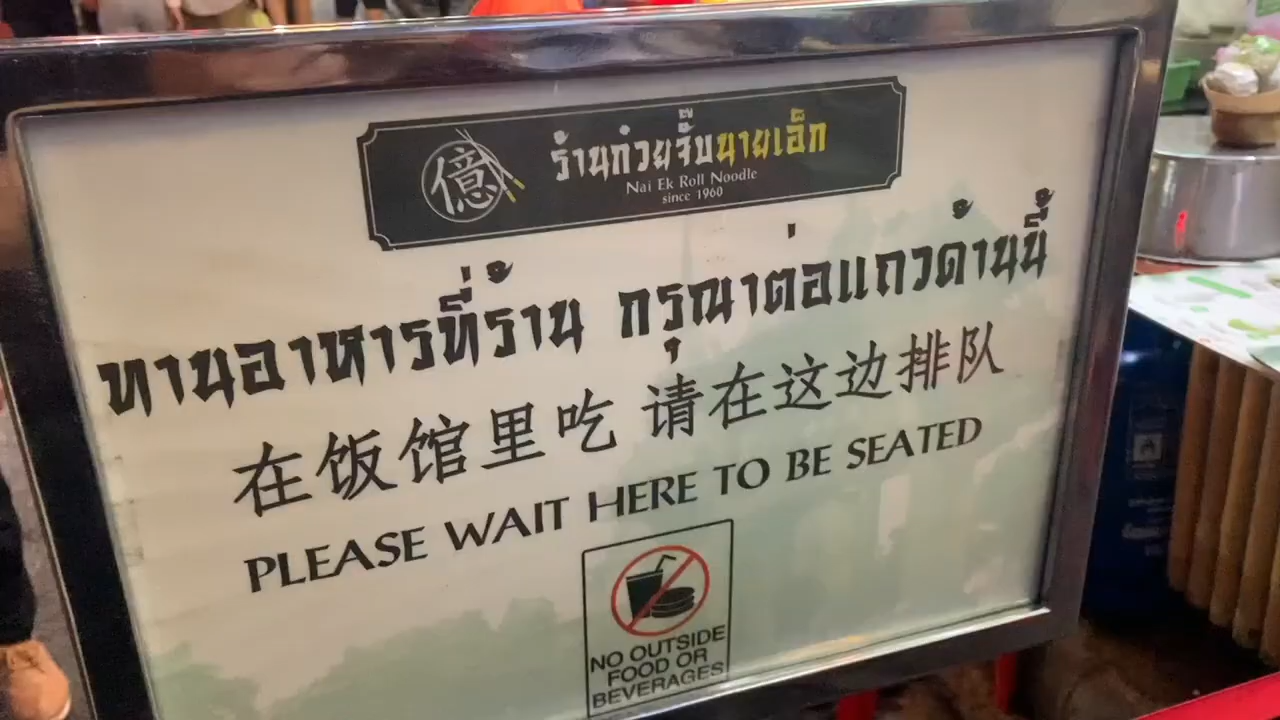 億
ร้านก๋วยจั๊บนายเอ็ก
Nai Ek Roll Noodle
since 1960
ทานอาหารที่ร้าน กรุณาต่อแถวด้านนี้
在饭馆里吃 请在这边排队
PLEASE WAIT HERE TO BE SEATED
NO OUTSIDE
FOOD OR
BEVERAGES